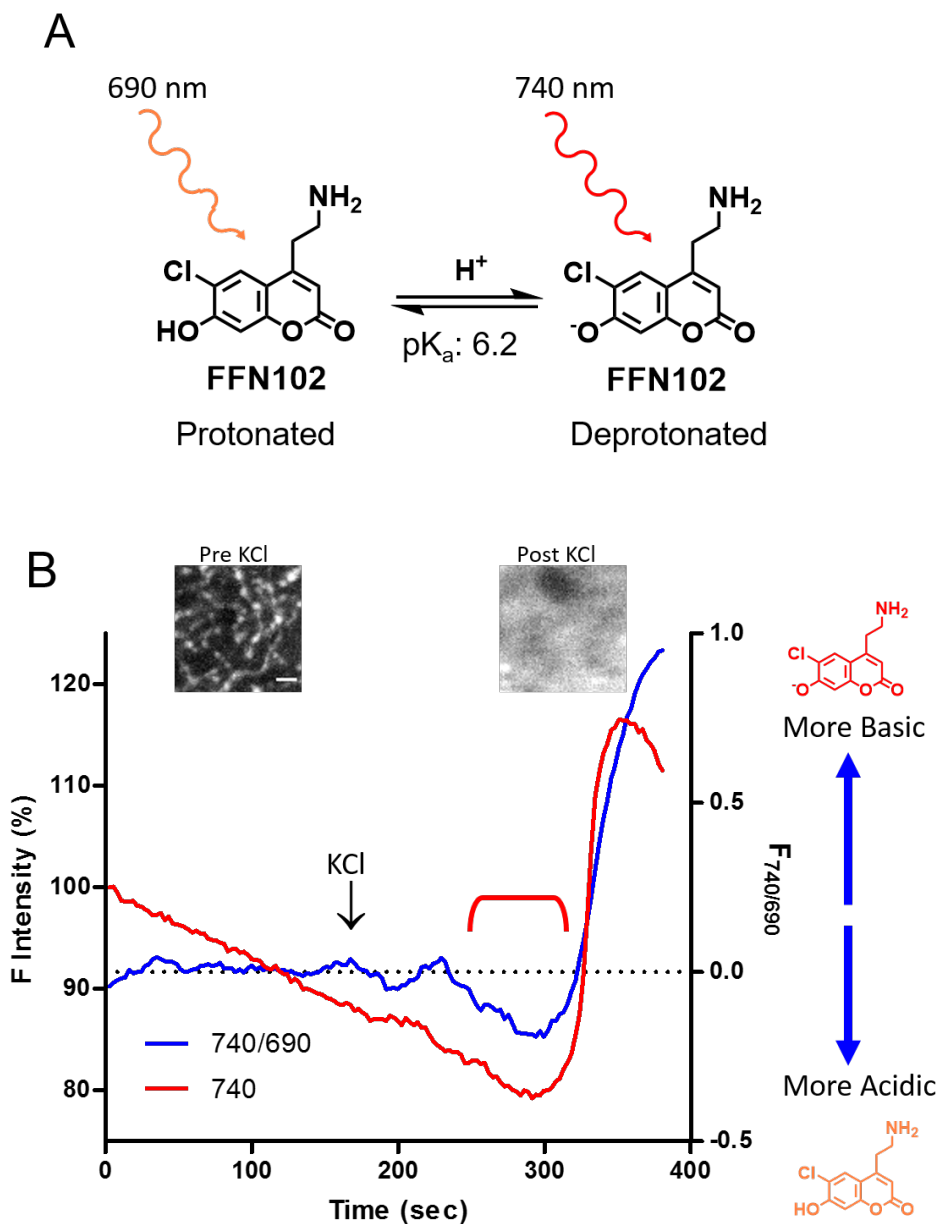 A
690 nm
740 nm
NH2
NH2
Cl
Cl
H+
HO
O
O
-O
O
O
pKa: 6.2
FFN102
FFN102
Protonated
Deprotonated
B
Pre KCl
Post KCl
120
110
100
90
80
F Intensity (%)
KCl
740/690
740
0
100
200
300
400
Time (sec)
1.0
0.5
0.0
-0.5
F740/690
NH2
Cl
-O
O
O
More Basic
More Acidic
NH2
Cl
HO
O
O